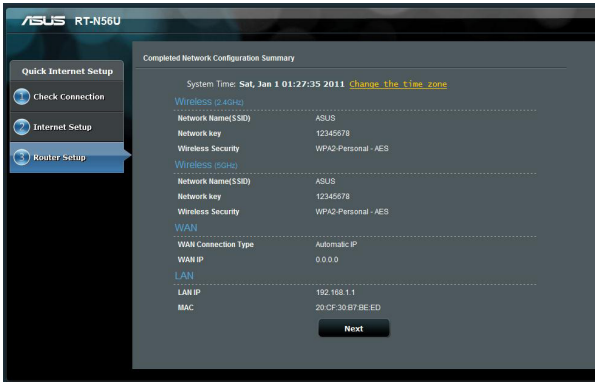 ASUS RT-N56U
Quick Internet Setup
1 Check Connection
2 Internet Setup
3 Router Setup
Completed Network Configuration Summary
System Time: Sat, Jan 1 01:27:35 2011 Change the time zone
Wireless (2.4GHz)
Network Name(SSID) ASUS
Network key 12345678
Wireless Security WPA2-Personal - AES
Wireless (5GHz)
Network Name(SSID) ASUS
Network key 12345678
Wireless Security WPA2-Personal - AES
WAN
WAN Connection Type Automatic IP
WAN IP 0.0.0.0
LAN
LAN IP 192.168.1.1
MAC 20:CF:30:B7:BE:ED
Next